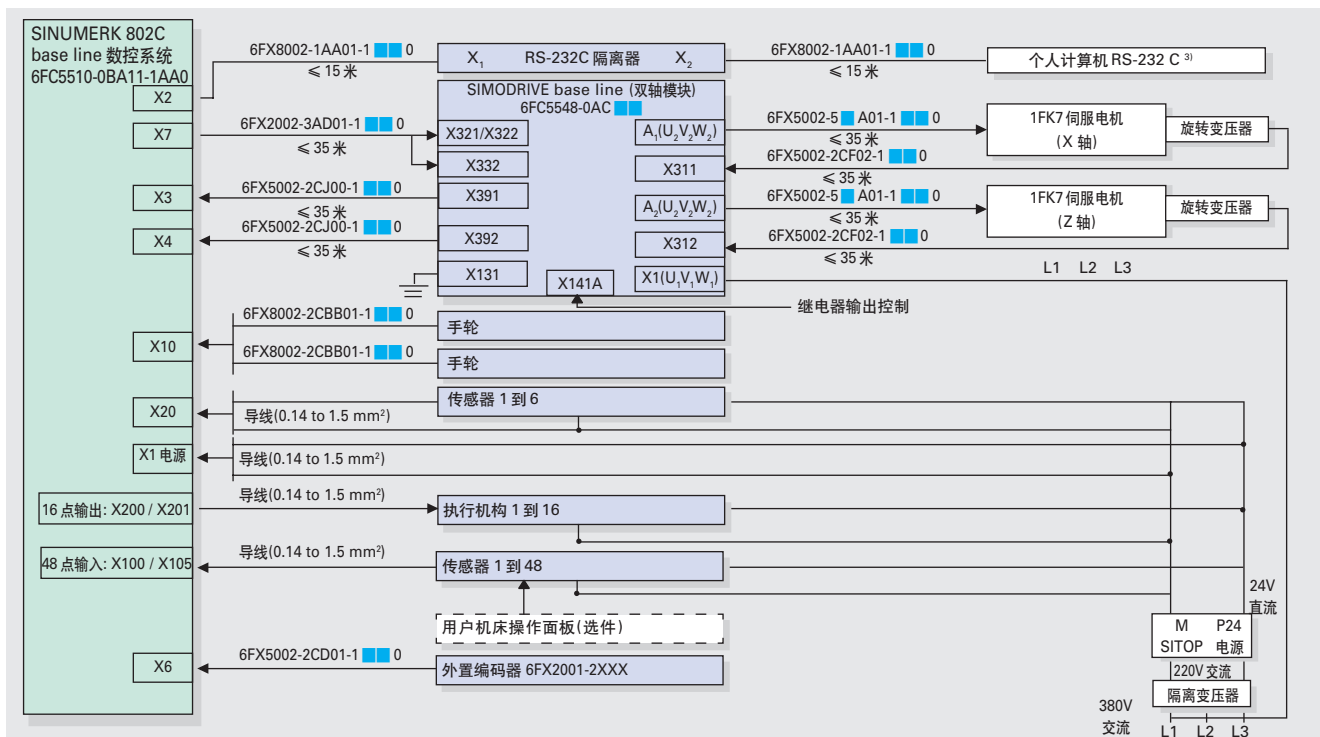 SINUMERK 802C
base line 数控系统
6FC5510-0BA11-1AA0
X2
X7
X3
X4
X10
X20
X1 电源
16 点输出: X200 / X201
48 点输入: X100 / X105
X6
6FX8002-1AA01-1 0
≤ 15 米
X1 RS-232C 隔离器 X2
6FX8002-1AA01-1 0
≤ 15 米
个人计算机 RS-232 C 3)
SIMODRIVE base line (双轴模块)
6FC5548-0AC
6FX2002-3AD01-1 0
≤ 35 米
X321/X322
X332
6FX5002-2CJ00-1 0
≤ 35 米
X391
6FX5002-2CJ00-1 0
≤ 35 米
X392
X131
X141A
A1(U2V2W2)
X311
A2(U2V2W2)
X312
X1(U1V1W1)
6FX5002-5 A01-1 0
≤ 35 米
6FX5002-2CF02-1 0
≤ 35 米
6FX5002-5 A01-1 0
≤ 35 米
6FX5002-2CF02-1 0
≤ 35 米
1FK7 伺服电机
(X 轴)
旋转变压器
1FK7 伺服电机
(Z 轴)
旋转变压器
L1 L2 L3
继电器输出控制
6FX8002-2CBB01-1 0
手轮
6FX8002-2CBB01-1 0
手轮
传感器 1 到 6
导线(0.14 to 1.5 mm²)
导线(0.14 to 1.5 mm²)
导线(0.14 to 1.5 mm²)
执行机构 1 到 16
导线(0.14 to 1.5 mm²)
传感器 1 到 48
用户机床操作面板(选件)
6FX5002-2CD01-1 0
外置编码器 6FX2001-2XXX
24V
直流
M P24
SITOP 电源
220V 交流
隔离变压器
380V
交流
L1 L2 L3